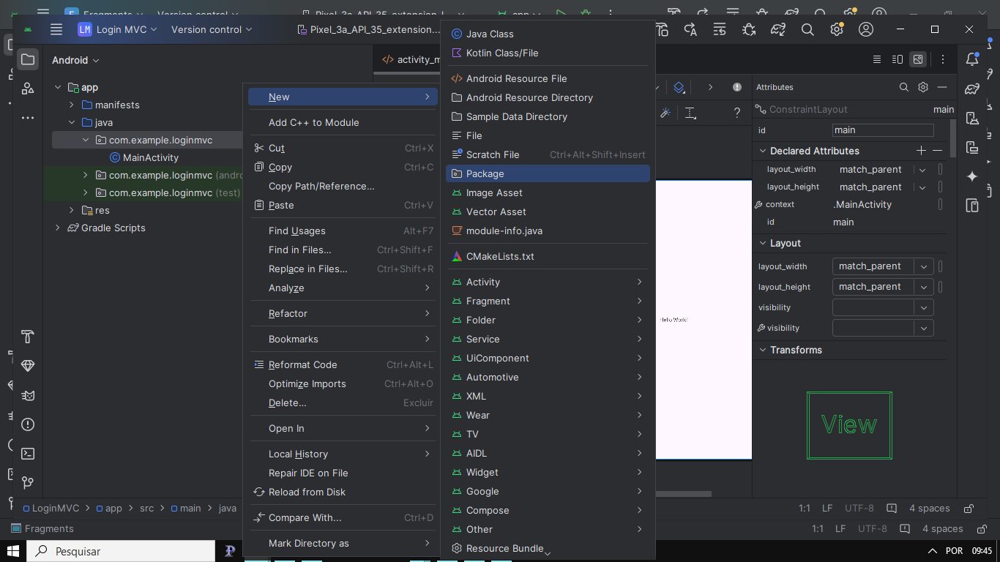 Fragments Version control Pixel_3a_API_35_extension_l app
LM Login MVC Version control Pixel_3a_API_35_extension...
Android
activity_m
app
manifests
java
com.example.loginmvc
MainActivity
com.example.loginmvc (andro
com.example.loginmvc (test)
res
Gradle Scripts
New
Add C++ to Module
Cut Ctrl+X
Copy Ctrl+C
Copy Path/Reference...
Paste Ctrl+V
Find Usages Alt+F7
Find in Files... Ctrl+Shift+F
Replace in Files... Ctrl+Shift+R
Analyze
Refactor
Bookmarks
Reformat Code Ctrl+Alt+L
Optimize Imports Ctrl+Alt+O
Delete... Excluir
Open In
Local History
Repair IDE on File
Reload from Disk
Compare With... Ctrl+D
Mark Directory as
Java Class
Kotlin Class/File
Android Resource File
Android Resource Directory
Sample Data Directory
File
Scratch File Ctrl+Alt+Shift+Insert
Package
Image Asset
Vector Asset
module-info.java
CMakeLists.txt
Activity
Fragment
Folder
Service
UiComponent
Automotive
XML
Wear
TV
AIDL
Widget
Google
Compose
Other
Resource Bundle
Hello World!
Attributes
ConstraintLayout main
id main
Declared Attributes
layout_width match_parent
layout_height match_parent
context .MainActivity
id main
Layout
layout_width match_parent
layout_height match_parent
visibility
visibility
Transforms
View
LoginMVC app src main java
1:1 LF UTF-8 4 spaces
Fragments
1:1 LF UTF-8 4 spaces
Pesquisar
POR 09:45